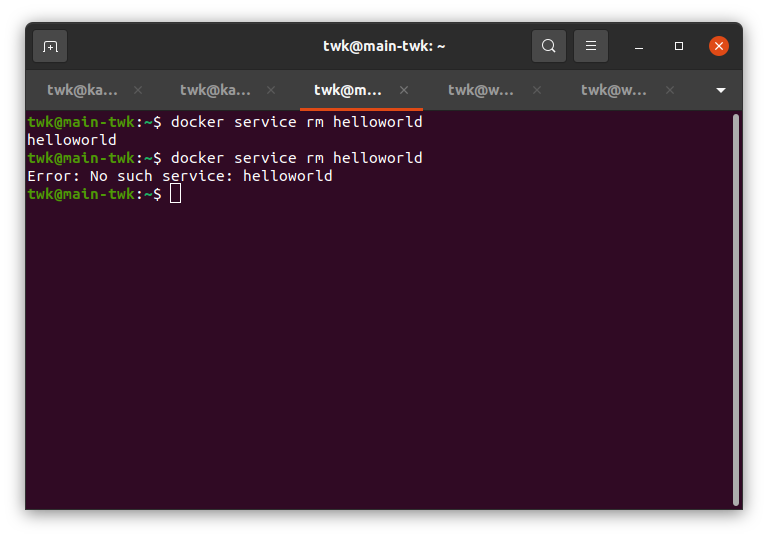 twk@main-twk: ~
twk@ka... twk@ka... twk@m... twk@w... twk@w...
twk@main-twk:~$ docker service rm helloworld
helloworld
twk@main-twk:~$ docker service rm helloworld
Error: No such service: helloworld
twk@main-twk:~$